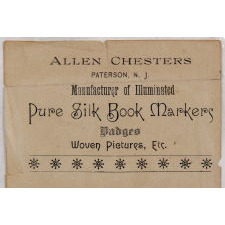 ALLEN CHESTERS
PATERSON, N. J.
Manufacturer of Illuminated
Pure Silk Book Markers
Badges
Woven Pictures, Etc.